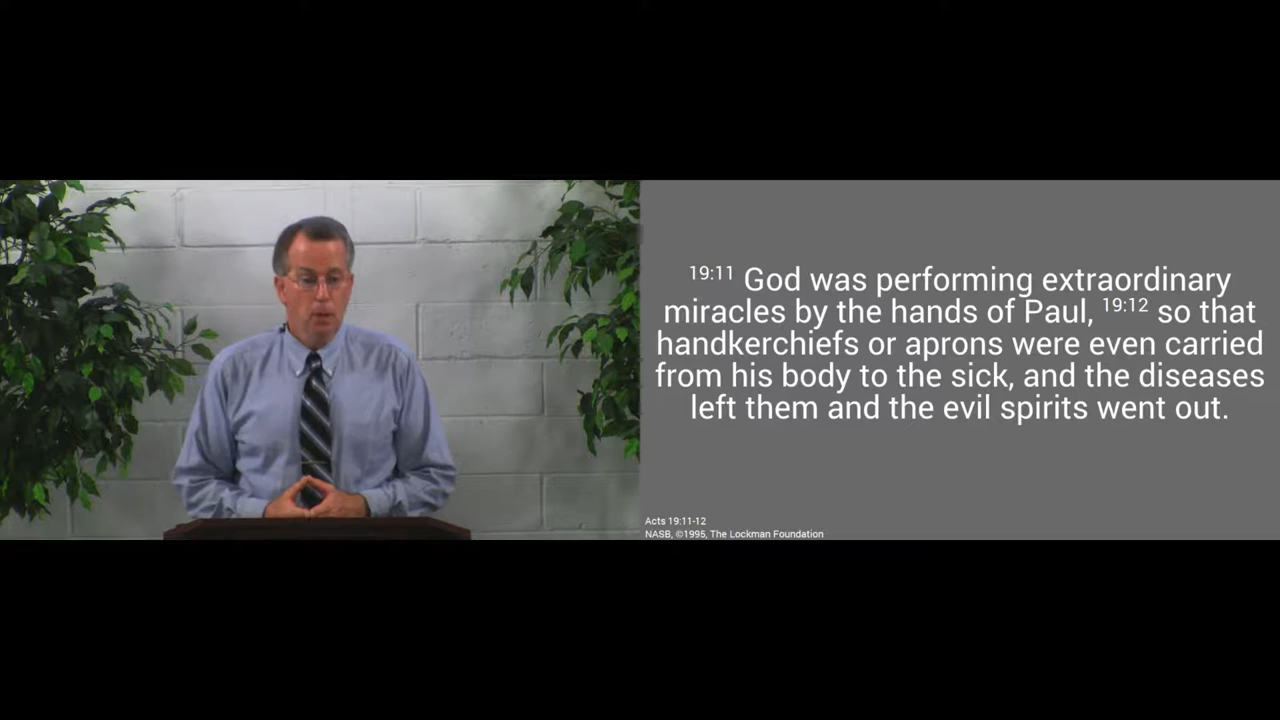 19:11 God was performing extraordinary
miracles by the hands of Paul, 19:12 so that
handkerchiefs or aprons were even carried
from his body to the sick, and the diseases
left them and the evil spirits went out.
Acts 19:11-12
NASB, ©1995, The Lockman Foundation